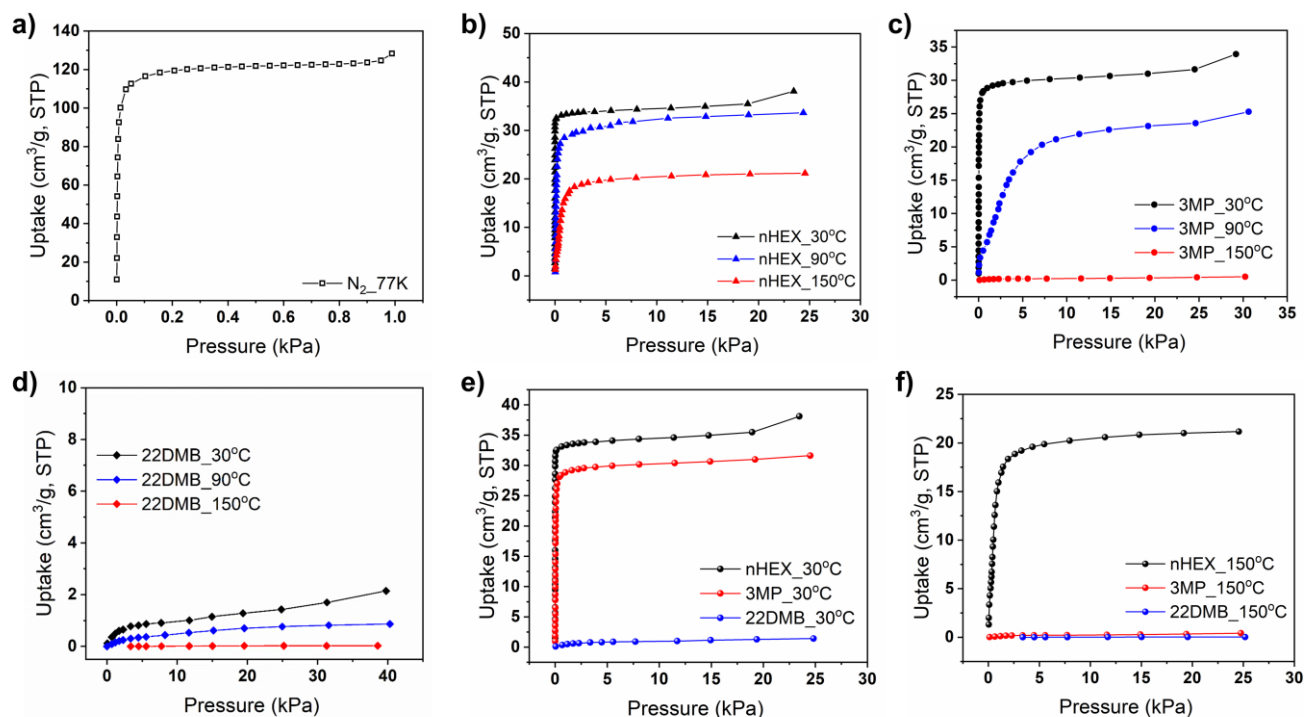 a)
140
120
100
80
60
40
20
0
Uptake (cm³/g, STP)
N₂_77K
0.0 0.2 0.4 0.6 0.8 1.0
Pressure (kPa)
b)
50
40
30
20
10
0
Uptake (cm³/g, STP)
nHEX_30°C
nHEX_90°C
nHEX_150°C
0 5 10 15 20 25 30
Pressure (kPa)
c)
35
30
25
20
15
10
5
0
Uptake (cm³/g, STP)
3MP_30°C
3MP_90°C
3MP_150°C
0 5 10 15 20 25 30 35
Pressure (kPa)
d)
10
8
6
4
2
0
Uptake (cm³/g, STP)
22DMB_30°C
22DMB_90°C
22DMB_150°C
0 10 20 30 40
Pressure (kPa)
e)
40
35
30
25
20
15
10
5
0
Uptake (cm³/g, STP)
nHEX_30°C
3MP_30°C
22DMB_30°C
0 5 10 15 20 25 30
Pressure (kPa)
f)
25
20
15
10
5
0
Uptake (cm³/g, STP)
nHEX_150°C
3MP_150°C
22DMB_150°C
0 5 10 15 20 25 30
Pressure (kPa)